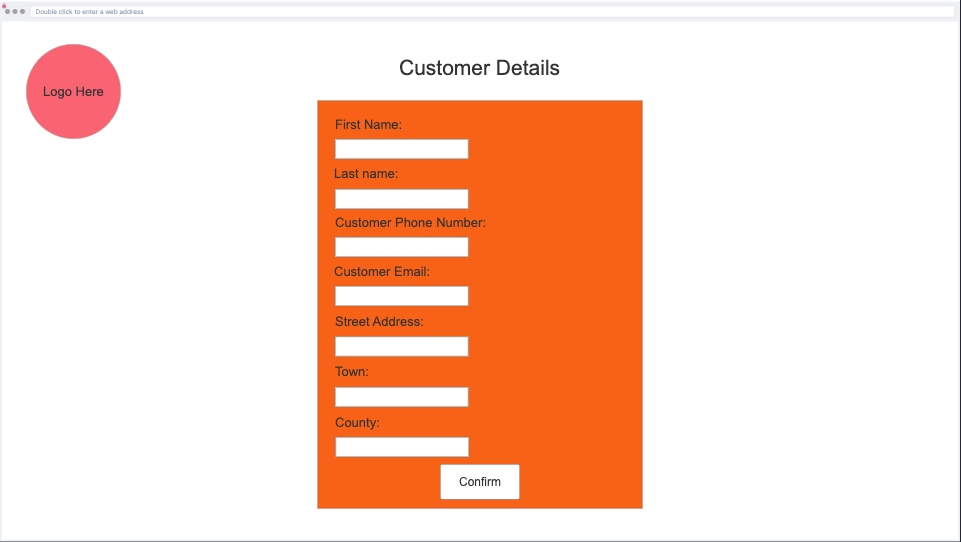 Double click to enter a web address
Logo Here
Customer Details
First Name:
Last name:
Customer Phone Number:
Customer Email:
Street Address:
Town:
County:
Confirm